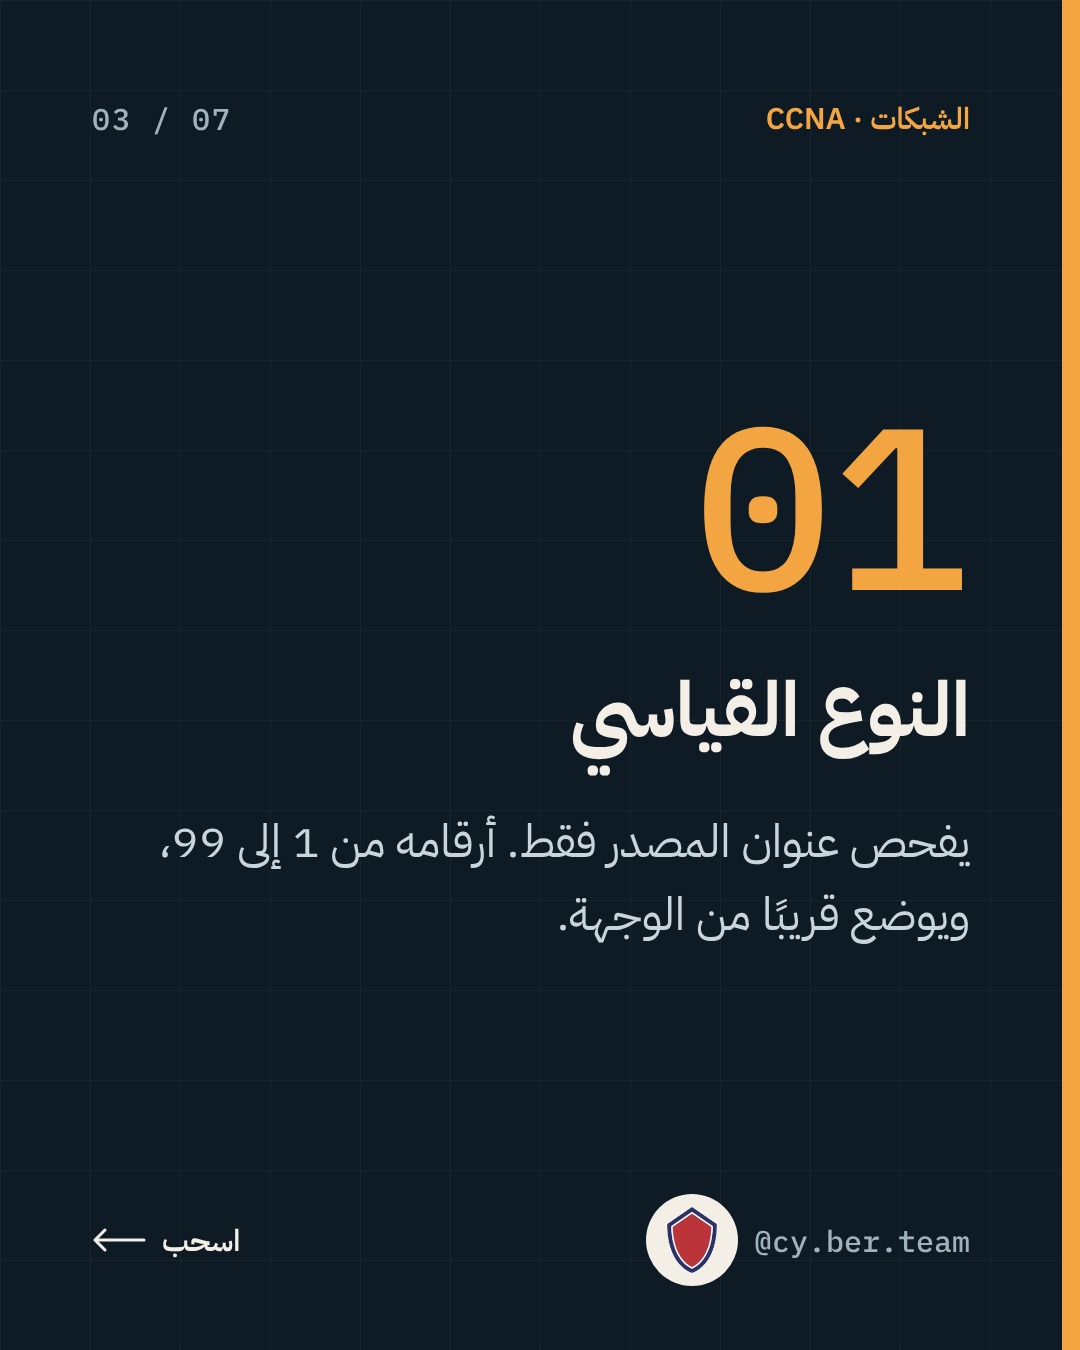 الشبكات · CCNA
03 / 07
01
النوع القياسي
يفحص عنوان المصدر فقط. أرقامه من 1 إلى 99،
ويوضع قريبًا من الوجهة.
@cy.ber.team
اسحب ←